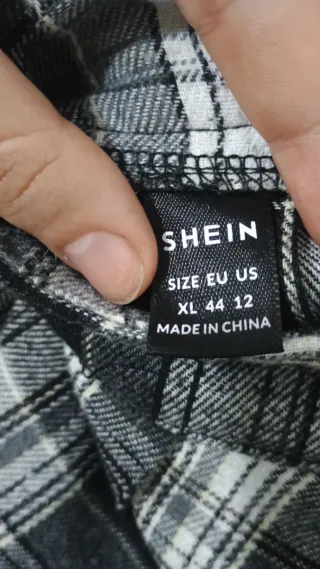 SHEIN
SIZE EU US
XL 44 12
MADE IN CHINA